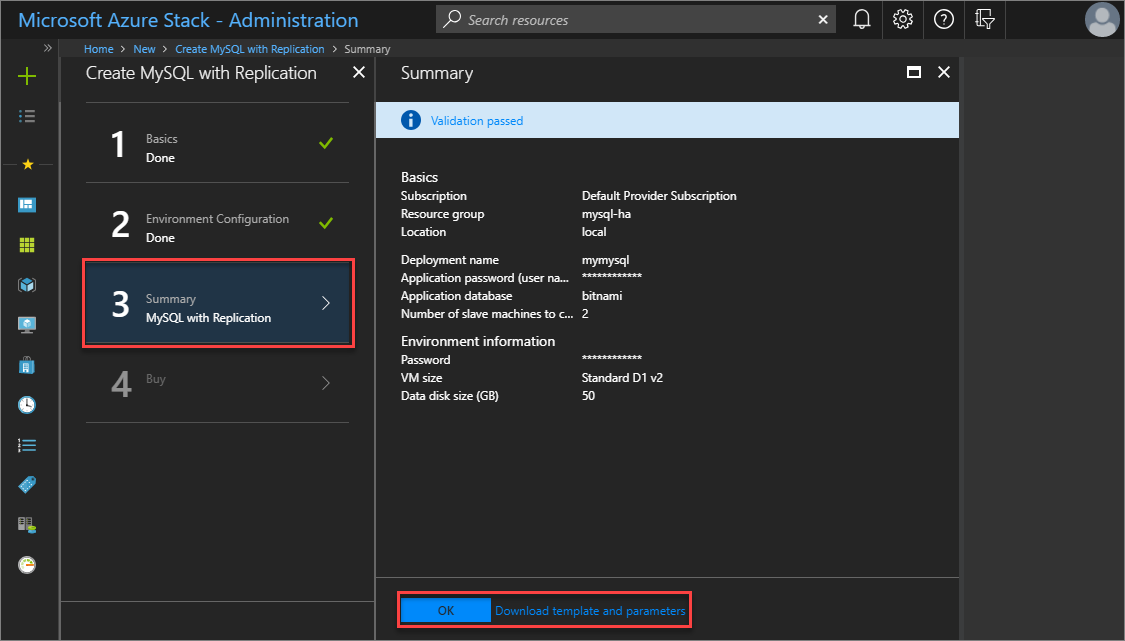 Microsoft Azure Stack - Administration
Search resources
Home > New > Create MySQL with Replication > Summary
Create MySQL with Replication
1
Basics
Done
2
Environment Configuration
Done
3
Summary
MySQL with Replication
4
Buy
Summary
Validation passed
Basics
Subscription Default Provider Subscription
Resource group mysql-ha
Location local
Deployment name mymysql
Application password (user na... ************
Application database bitnami
Number of slave machines to c... 2
Environment information
Password ************
VM size Standard D1 v2
Data disk size (GB) 50
OK Download template and parameters